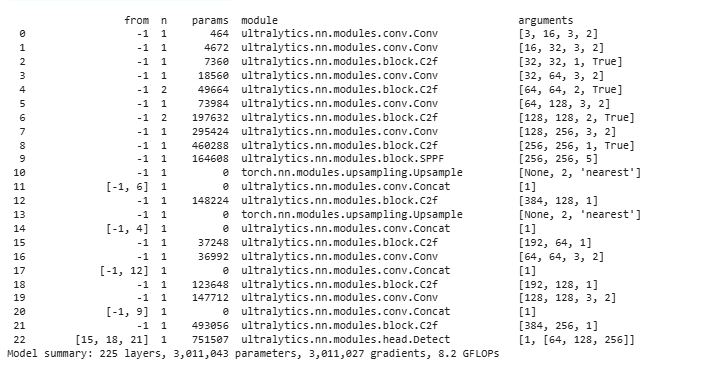 from n params module arguments
0 -1 1 464 ultralytics.nn.modules.conv.Conv [3, 16, 3, 2]
1 -1 1 4672 ultralytics.nn.modules.conv.Conv [16, 32, 3, 2]
2 -1 1 7360 ultralytics.nn.modules.block.C2f [32, 32, 1, True]
3 -1 1 18560 ultralytics.nn.modules.conv.Conv [32, 64, 3, 2]
4 -1 2 49664 ultralytics.nn.modules.block.C2f [64, 64, 2, True]
5 -1 1 73984 ultralytics.nn.modules.conv.Conv [64, 128, 3, 2]
6 -1 2 197632 ultralytics.nn.modules.block.C2f [128, 128, 2, True]
7 -1 1 295424 ultralytics.nn.modules.conv.Conv [128, 256, 3, 2]
8 -1 1 460288 ultralytics.nn.modules.block.C2f [256, 256, 1, True]
9 -1 1 164608 ultralytics.nn.modules.block.SPPF [256, 256, 5]
10 -1 1 0 torch.nn.modules.upsampling.Upsample [None, 2, 'nearest']
11 [-1, 6] 1 0 ultralytics.nn.modules.conv.Concat [1]
12 -1 1 148224 ultralytics.nn.modules.block.C2f [384, 128, 1]
13 -1 1 0 torch.nn.modules.upsampling.Upsample [None, 2, 'nearest']
14 [-1, 4] 1 0 ultralytics.nn.modules.conv.Concat [1]
15 -1 1 37248 ultralytics.nn.modules.block.C2f [192, 64, 1]
16 -1 1 36992 ultralytics.nn.modules.conv.Conv [64, 64, 3, 2]
17 [-1, 12] 1 0 ultralytics.nn.modules.conv.Concat [1]
18 -1 1 123648 ultralytics.nn.modules.block.C2f [192, 128, 1]
19 -1 1 147712 ultralytics.nn.modules.conv.Conv [128, 128, 3, 2]
20 [-1, 9] 1 0 ultralytics.nn.modules.conv.Concat [1]
21 -1 1 493056 ultralytics.nn.modules.block.C2f [384, 256, 1]
22 [15, 18, 21] 1 751507 ultralytics.nn.modules.head.Detect [1, [64, 128, 256]]
Model summary: 225 layers, 3,011,043 parameters, 3,011,027 gradients, 8.2 GFLOPs